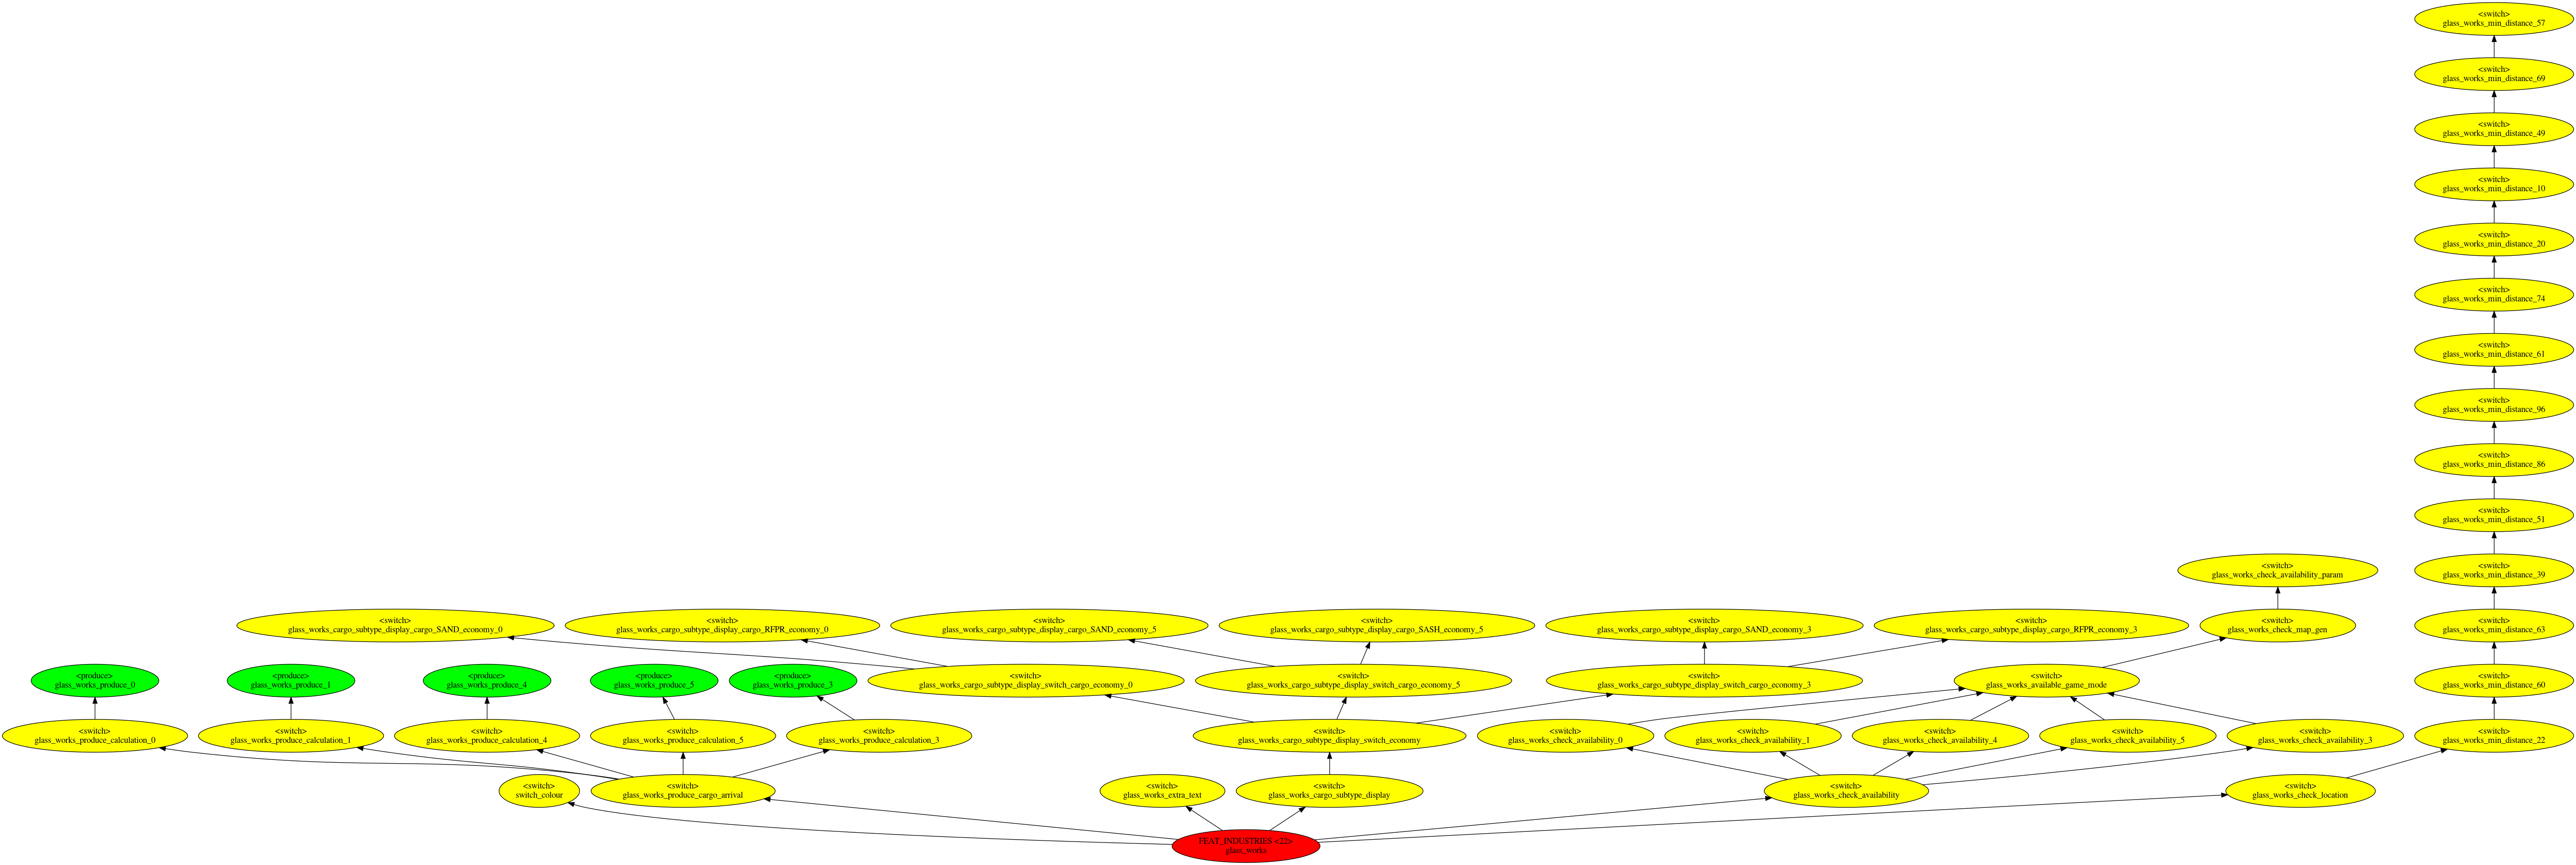 <switch>
glass_works_min_distance_57
<switch>
glass_works_min_distance_69
<switch>
glass_works_min_distance_49
<switch>
glass_works_min_distance_10
<switch>
glass_works_min_distance_20
<switch>
glass_works_min_distance_74
<switch>
glass_works_min_distance_61
<switch>
glass_works_min_distance_96
<switch>
glass_works_min_distance_86
<switch>
glass_works_min_distance_51
<switch>
glass_works_check_availability_param
<switch>
glass_works_min_distance_39
<switch>
glass_works_cargo_subtype_display_cargo_SAND_economy_0
<switch>
glass_works_cargo_subtype_display_cargo_RFPR_economy_0
<switch>
glass_works_cargo_subtype_display_cargo_SAND_economy_5
<switch>
glass_works_cargo_subtype_display_cargo_SASH_economy_5
<switch>
glass_works_cargo_subtype_display_cargo_SAND_economy_3
<switch>
glass_works_cargo_subtype_display_cargo_RFPR_economy_3
<switch>
glass_works_check_map_gen
<switch>
glass_works_min_distance_63
<produce>
glass_works_produce_0
<produce>
glass_works_produce_1
<produce>
glass_works_produce_4
<produce>
glass_works_produce_5
<produce>
glass_works_produce_3
<switch>
glass_works_cargo_subtype_display_switch_cargo_economy_0
<switch>
glass_works_cargo_subtype_display_switch_cargo_economy_5
<switch>
glass_works_cargo_subtype_display_switch_cargo_economy_3
<switch>
glass_works_available_game_mode
<switch>
glass_works_min_distance_60
<switch>
glass_works_produce_calculation_0
<switch>
glass_works_produce_calculation_1
<switch>
glass_works_produce_calculation_4
<switch>
glass_works_produce_calculation_5
<switch>
glass_works_produce_calculation_3
<switch>
glass_works_cargo_subtype_display_switch_economy
<switch>
glass_works_check_availability_0
<switch>
glass_works_check_availability_1
<switch>
glass_works_check_availability_4
<switch>
glass_works_check_availability_5
<switch>
glass_works_check_availability_3
<switch>
glass_works_min_distance_22
<switch>
switch_colour
<switch>
glass_works_produce_cargo_arrival
<switch>
glass_works_extra_text
<switch>
glass_works_cargo_subtype_display
<switch>
glass_works_check_availability
<switch>
glass_works_check_location
FEAT_INDUSTRIES <22>
glass_works